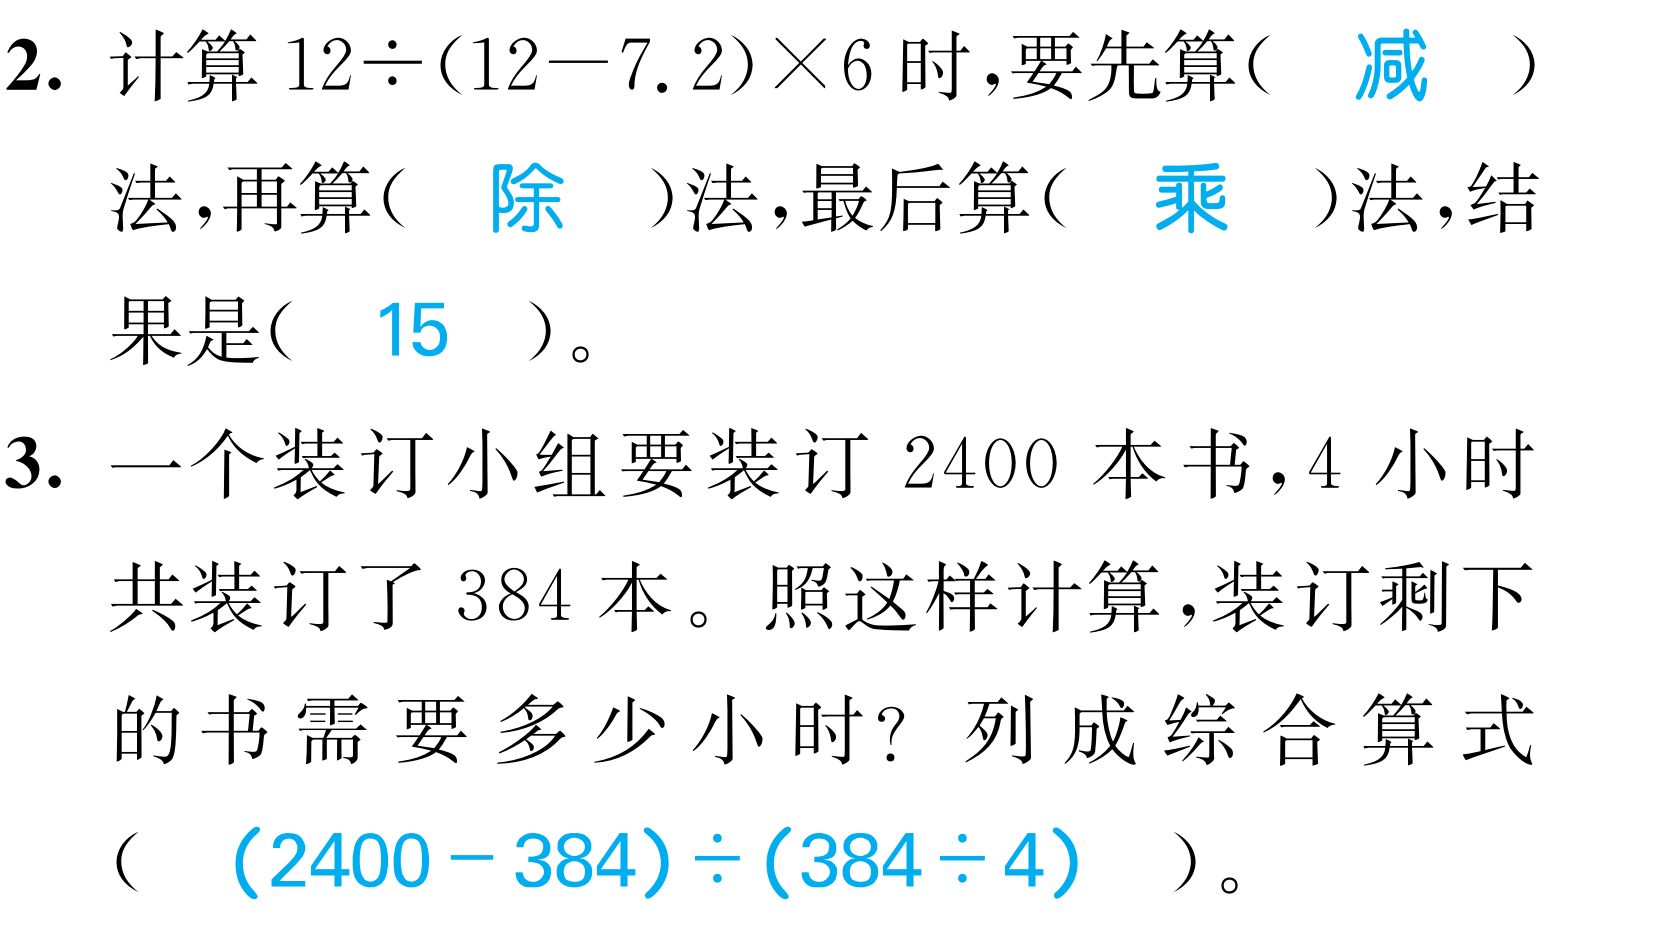 2. 计算 12÷(12－7.2)×6 时,要先算( 减 )
法,再算( 除 )法,最后算( 乘 )法,结
果是( 15 )。
3. 一个装订小组要装订 2400 本书,4 小时
共装订了 384 本。照这样计算,装订剩下
的书需要多少小时? 列成综合算式
( (2400－384)÷(384÷4) )。